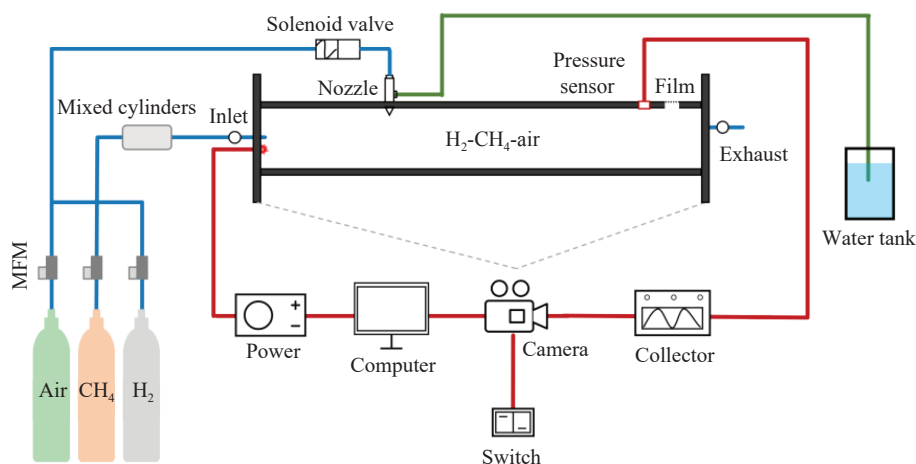 Solenoid valve
Pressure
sensor
Film
Nozzle
Mixed cylinders
Inlet
H₂-CH₄-air
Exhaust
Water tank
MFM
Power
Computer
Camera
Collector
Air
CH₄
H₂
Switch